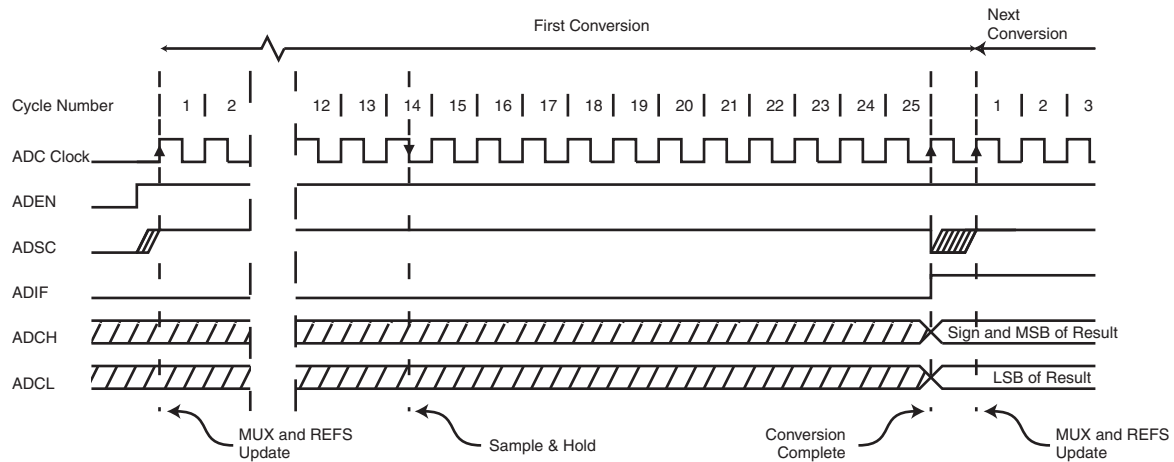 First Conversion
Next
Conversion
Cycle Number 1 2 12 13 14 15 16 17 18 19 20 21 22 23 24 25 1 2 3
ADC Clock
ADEN
ADSC
ADIF
ADCH Sign and MSB of Result
ADCL LSB of Result
MUX and REFS
Update
Sample & Hold
Conversion
Complete
MUX and REFS
Update